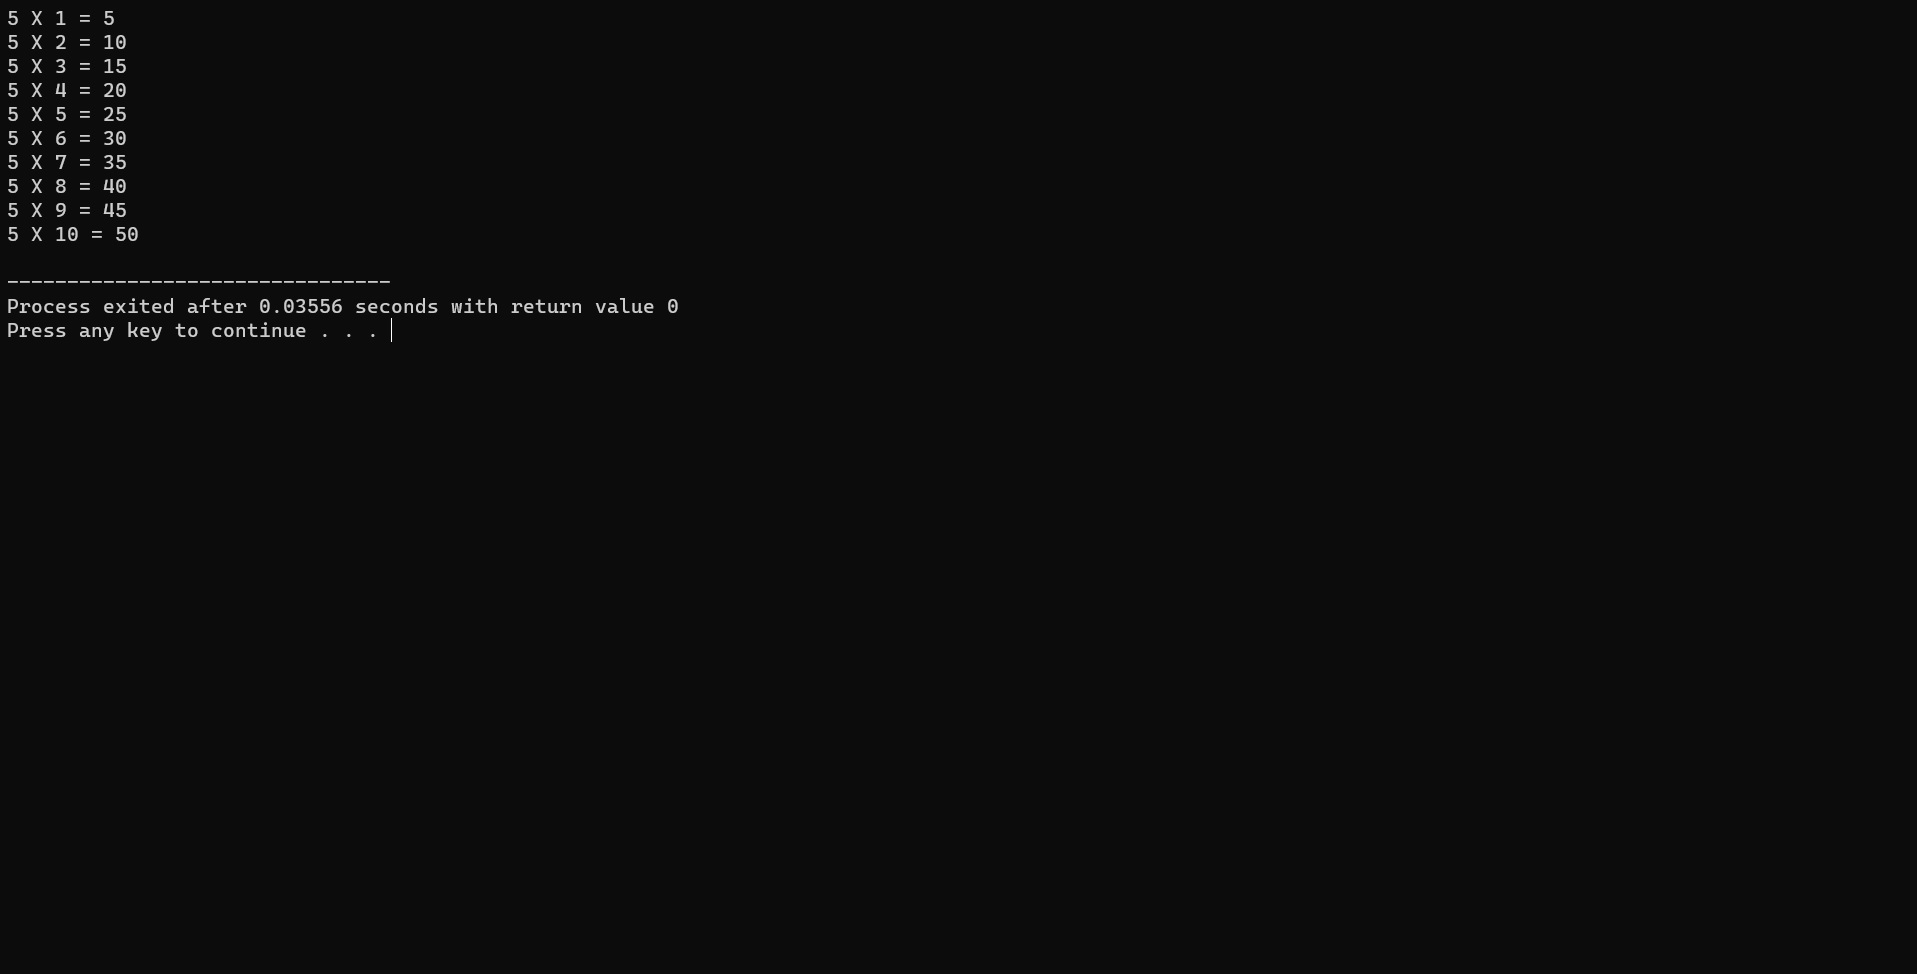 5 X 1 = 5
5 X 2 = 10
5 X 3 = 15
5 X 4 = 20
5 X 5 = 25
5 X 6 = 30
5 X 7 = 35
5 X 8 = 40
5 X 9 = 45
5 X 10 = 50
--------------------------------
Process exited after 0.03556 seconds with return value 0
Press any key to continue . . .